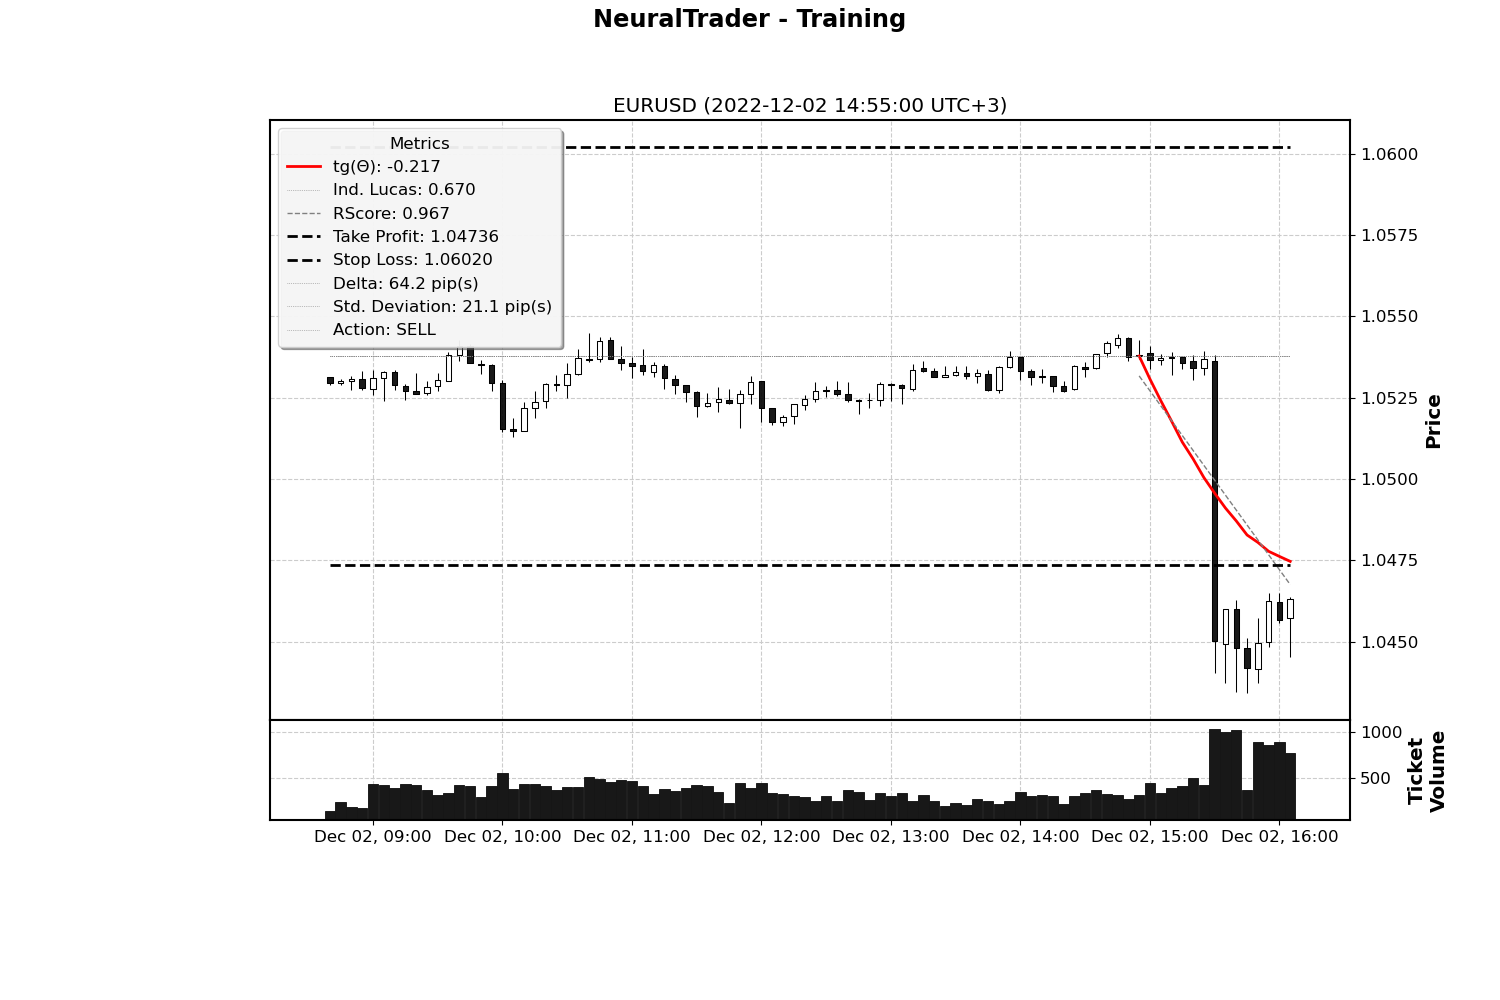 NeuralTrader - Training
EURUSD (2022-12-02 14:55:00 UTC+3)
Metrics
tg(Θ): -0.217
Ind. Lucas: 0.670
RScore: 0.967
Take Profit: 1.04736
Stop Loss: 1.06020
Delta: 64.2 pip(s)
Std. Deviation: 21.1 pip(s)
Action: SELL
1.0600
1.0575
1.0550
1.0525
1.0500
1.0475
1.0450
Price
1000
500
Ticket
Volume
Dec 02, 09:00
Dec 02, 10:00
Dec 02, 11:00
Dec 02, 12:00
Dec 02, 13:00
Dec 02, 14:00
Dec 02, 15:00
Dec 02, 16:00